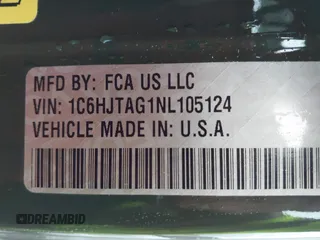 MFD BY: FCA US LLC
VIN: 1C6HJTAG1NL105124
VEHICLE MADE IN: U.S.A.
DREAMBID